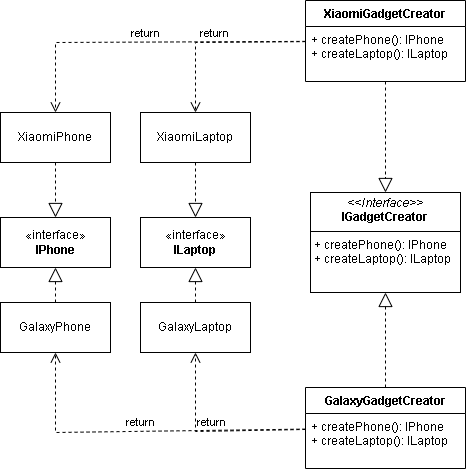 XiaomiGadgetCreator
+ createPhone(): IPhone
+ createLaptop(): ILaptop
return
return
XiaomiPhone
XiaomiLaptop
<<Interface>>
IGadgetCreator
+ createPhone(): IPhone
+ createLaptop(): ILaptop
«interface»
IPhone
«interface»
ILaptop
GalaxyPhone
GalaxyLaptop
GalaxyGadgetCreator
+ createPhone(): IPhone
+ createLaptop(): ILaptop
return
return